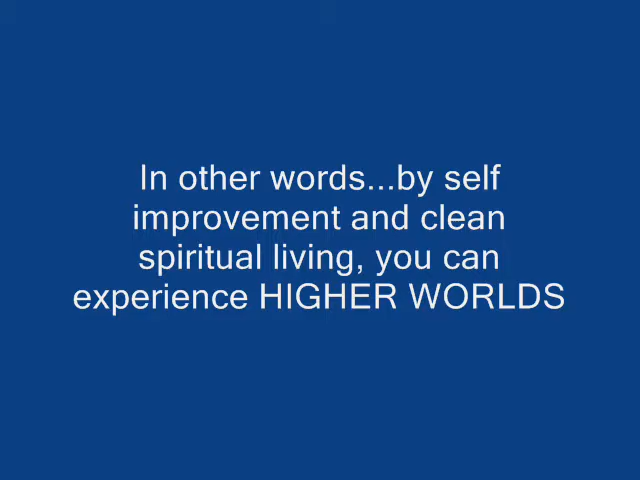 In other words...by self
improvement and clean
spiritual living, you can
experience HIGHER WORLDS